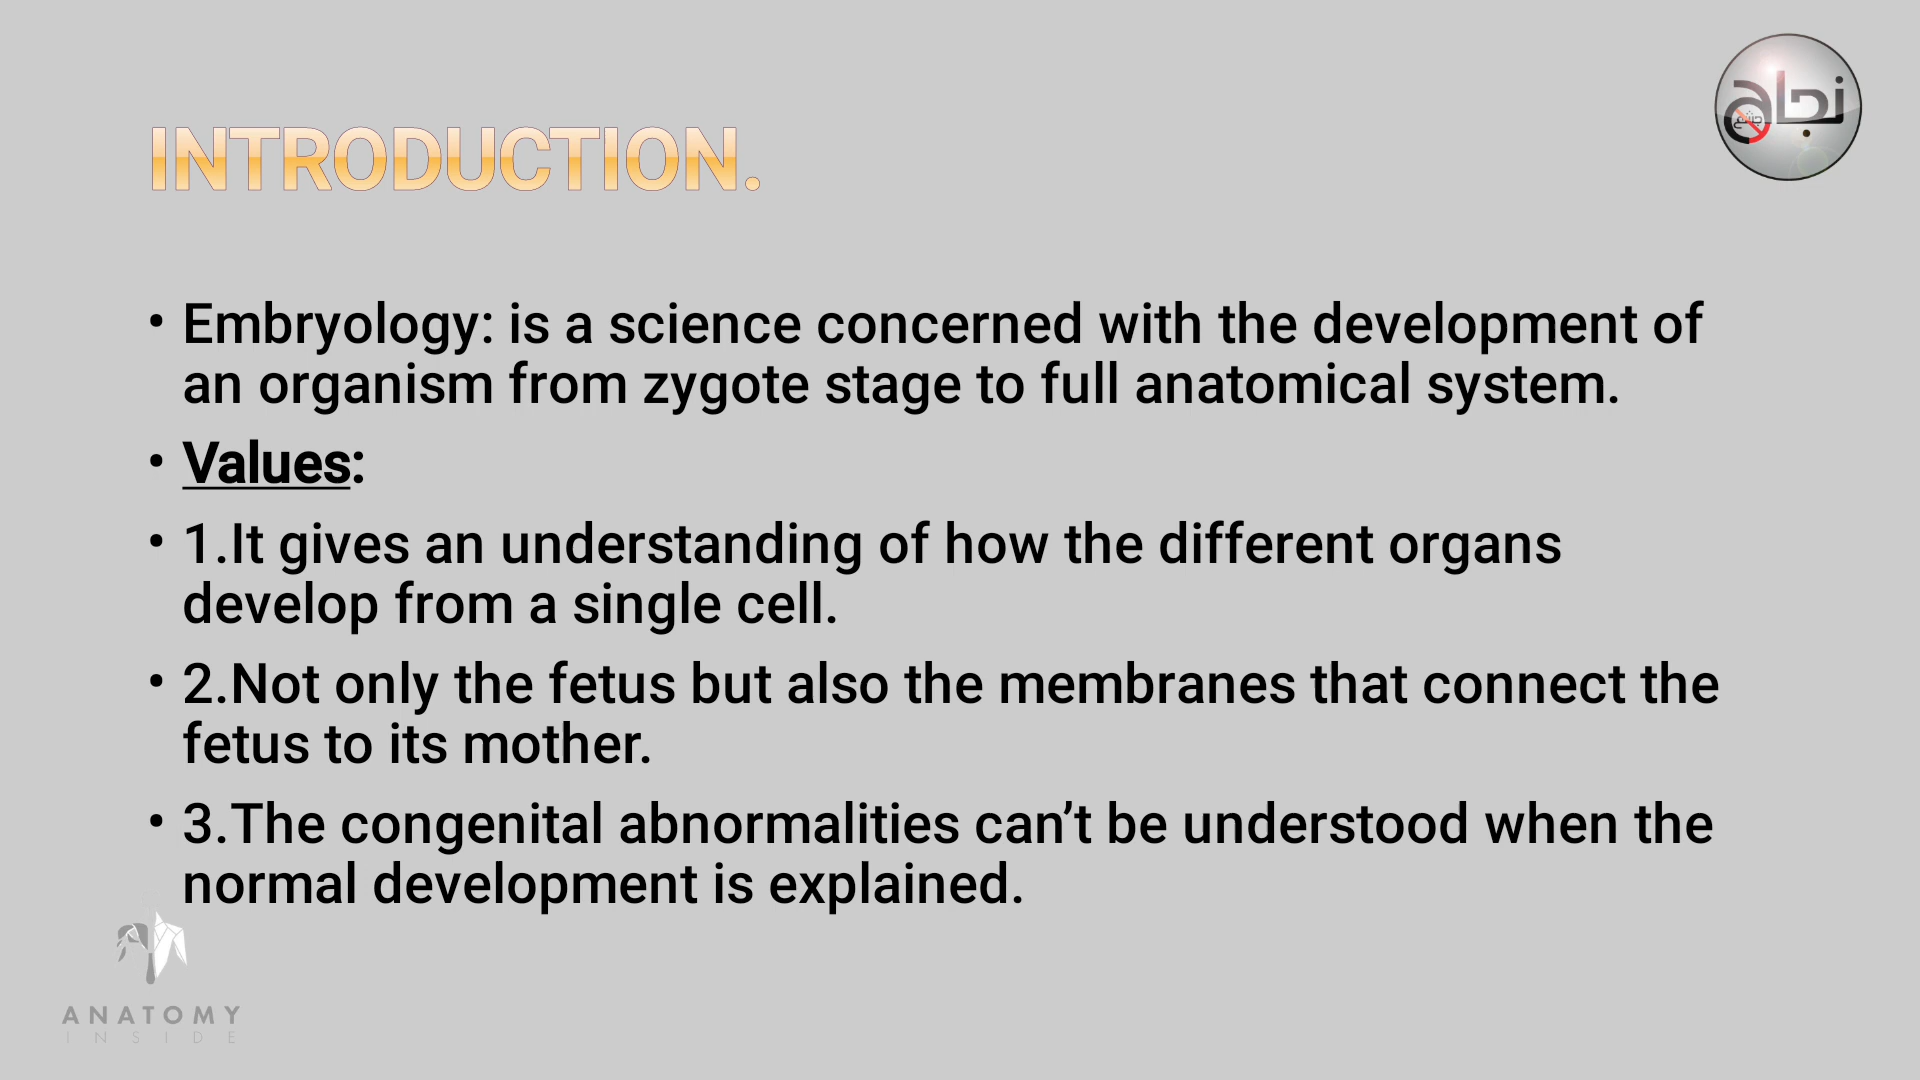 INTRODUCTION.
نجاح
جشع
• Embryology: is a science concerned with the development of
an organism from zygote stage to full anatomical system.
• Values:
• 1.It gives an understanding of how the different organs
develop from a single cell.
• 2.Not only the fetus but also the membranes that connect the
fetus to its mother.
• 3.The congenital abnormalities can’t be understood when the
normal development is explained.
ANATOMY
INSIDE